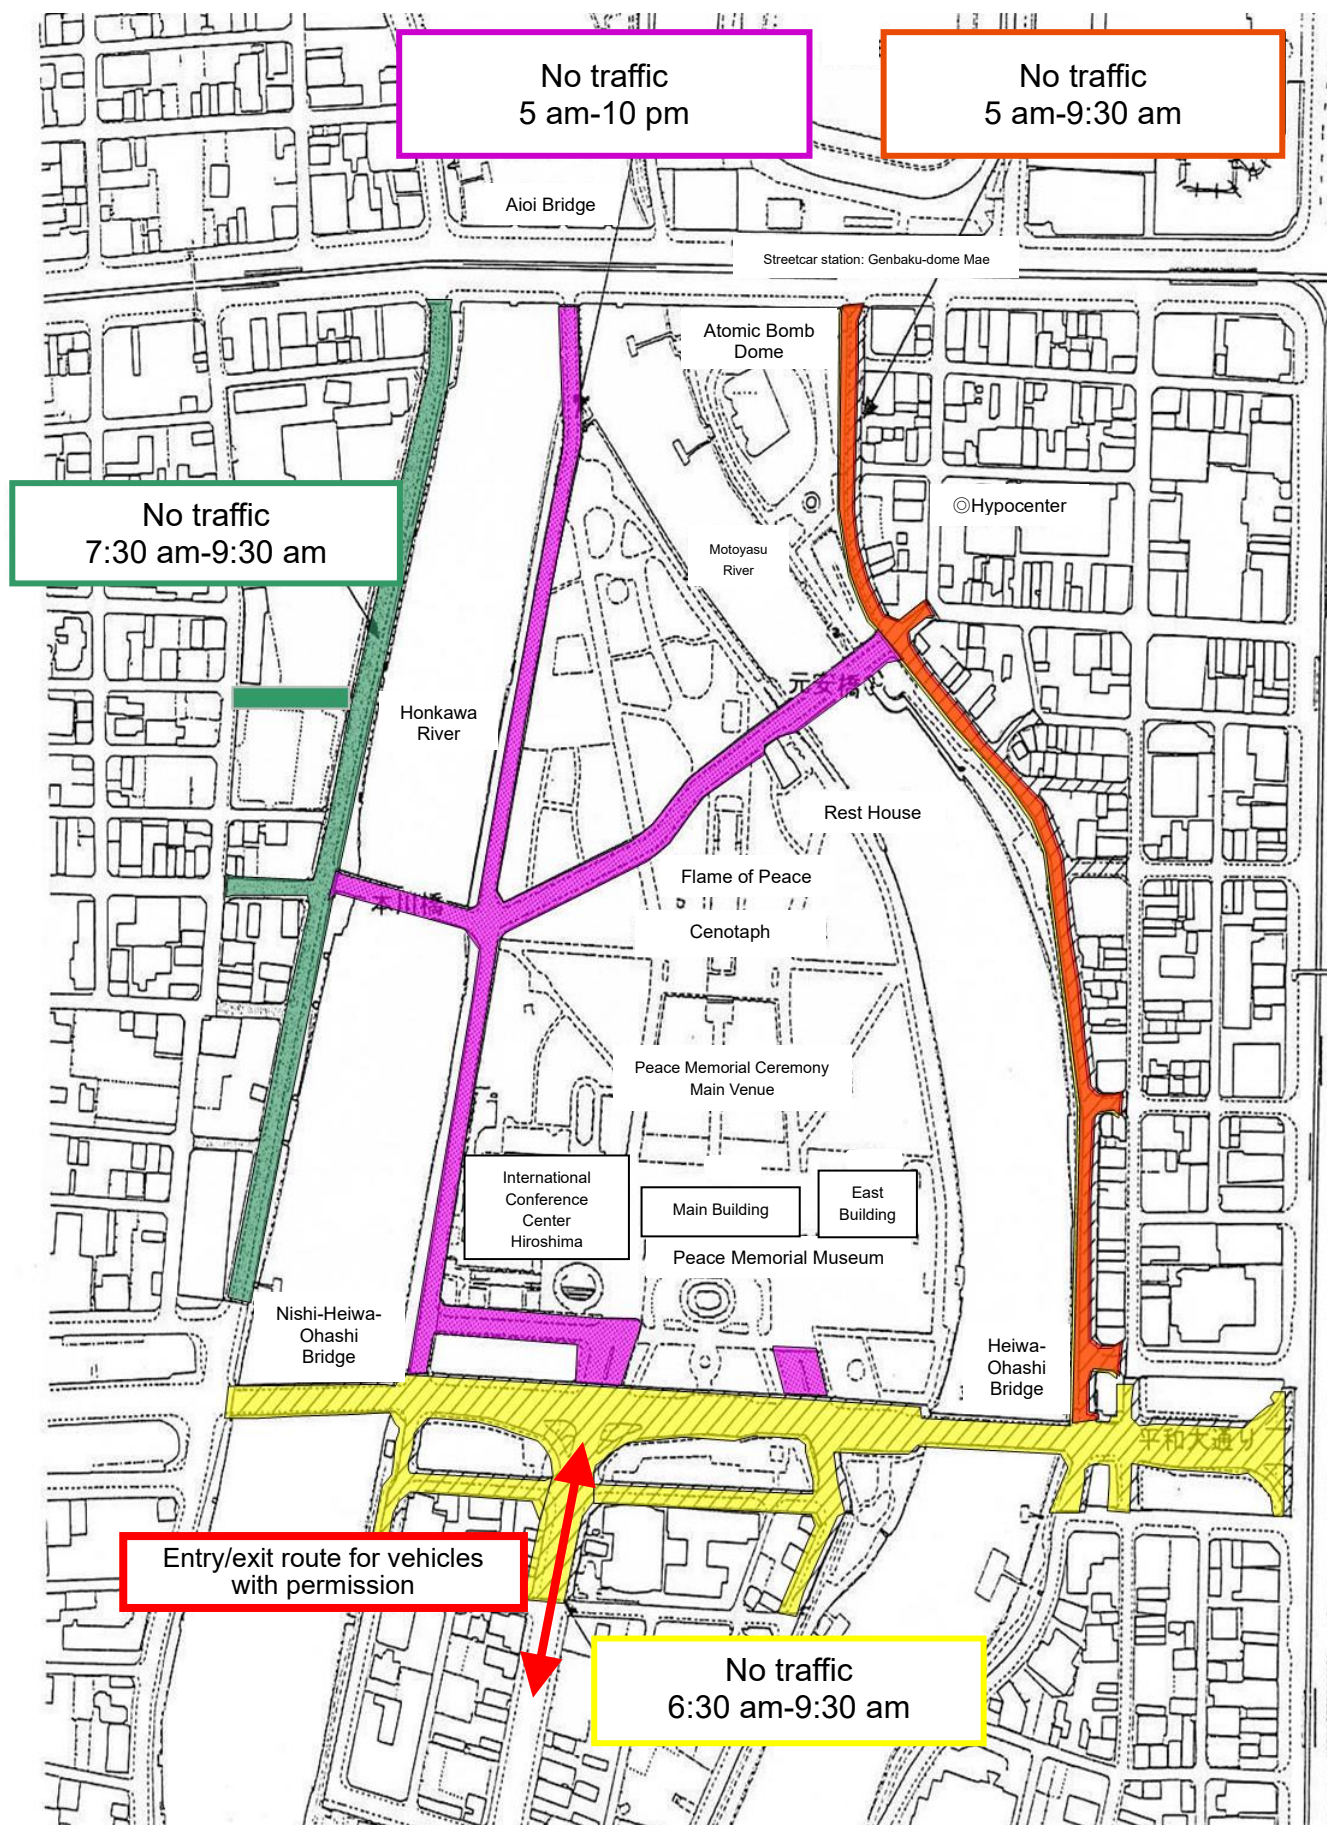 No traffic
5 am-10 pm
No traffic
5 am-9:30 am
Aioi Bridge
Streetcar station: Genbaku-dome Mae
Atomic Bomb
Dome
No traffic
7:30 am-9:30 am
◎Hypocenter
Motoyasu
River
元安橋
Honkawa
River
Rest House
Flame of Peace
本川橋
Cenotaph
Peace Memorial Ceremony
Main Venue
International
Conference
Center
Hiroshima
Main Building
East
Building
Peace Memorial Museum
Nishi-Heiwa-
Ohashi
Bridge
Heiwa-
Ohashi
Bridge
平和大通り
Entry/exit route for vehicles
with permission
No traffic
6:30 am-9:30 am